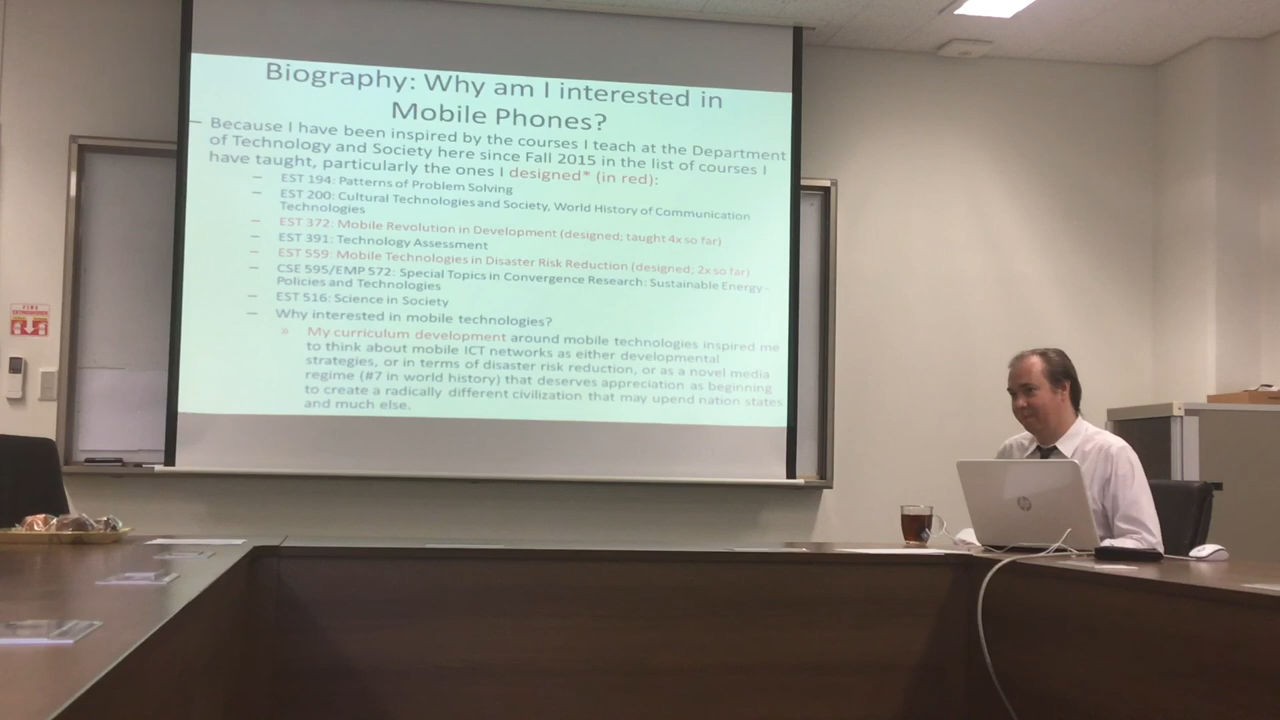 Biography: Why am I interested in
Mobile Phones?
– Because I have been inspired by the courses I teach at the Department
of Technology and Society here since Fall 2015 in the list of courses I
have taught, particularly the ones I designed* (in red):
– EST 194: Patterns of Problem Solving
– EST 200: Cultural Technologies and Society, World History of Communication
Technologies
– EST 372: Mobile Revolution in Development (designed; taught 4x so far)
– EST 391: Technology Assessment
– EST 559: Mobile Technologies in Disaster Risk Reduction (designed; 2x so far)
– CSE 595/EMP 572: Special Topics in Convergence Research: Sustainable Energy -
Policies and Technologies
– EST 516: Science in Society
– Why interested in mobile technologies?
» My curriculum development around mobile technologies inspired me
to think about mobile ICT networks as either developmental
strategies, or in terms of disaster risk reduction, or as a novel media
regime (#7 in world history) that deserves appreciation as beginning
to create a radically different civilization that may upend nation states
and much else.
FIRE
EXTINGUISHER
hp